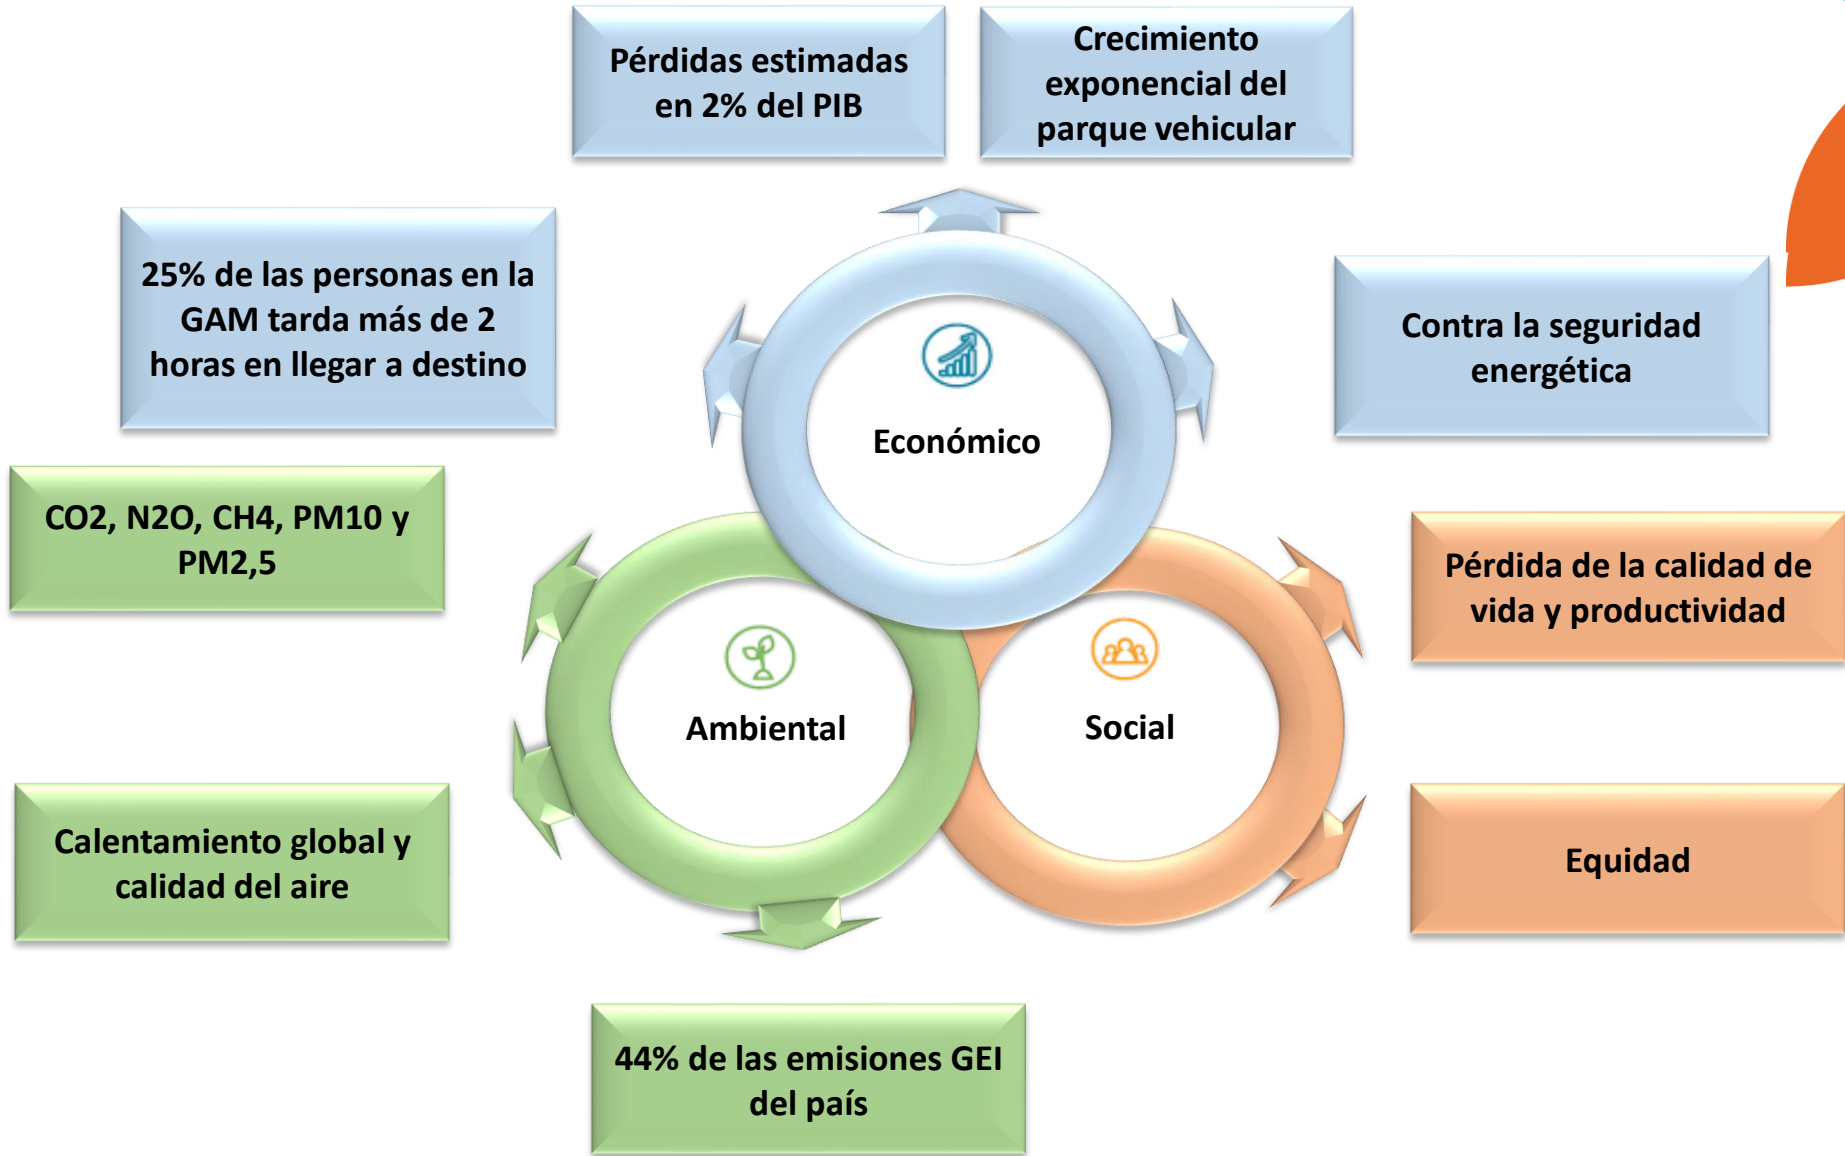 Pérdidas estimadas
en 2% del PIB
Crecimiento
exponencial del
parque vehicular
25% de las personas en la
GAM tarda más de 2
horas en llegar a destino
Contra la seguridad
energética
Económico
CO2, N2O, CH4, PM10 y
PM2,5
Pérdida de la calidad de
vida y productividad
Ambiental
Social
Calentamiento global y
calidad del aire
Equidad
44% de las emisiones GEI
del país